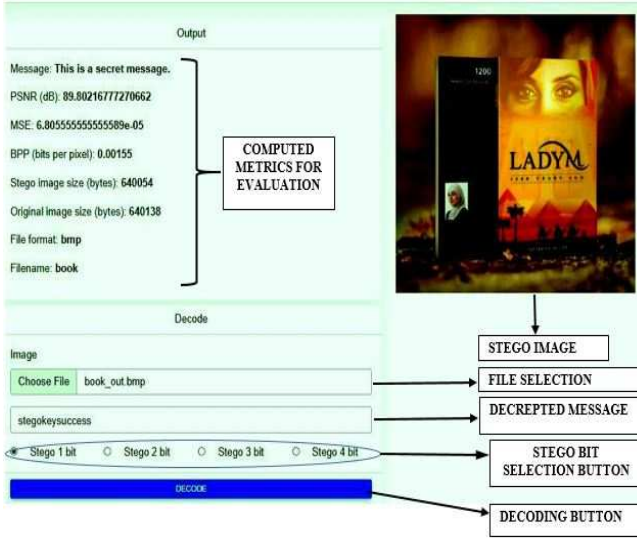 Output
Message: This is a secret message.
PSNR (dB): 89.80216777270662
MSE: 6.805555555555589e-05
BPP (bits per pixel): 0.00155
Stego image size (bytes): 640054
Original image size (bytes): 640138
File format: bmp
Filename: book
COMPUTED
METRICS FOR
EVALUATION
1200
LADYM
1200 YEARS AGO
STEGO IMAGE
Decode
Image
Choose File book_out.bmp
FILE SELECTION
stegokeysuccess
DECREPTED MESSAGE
Stego 1 bit Stego 2 bit Stego 3 bit Stego 4 bit
STEGO BIT
SELECTION BUTTON
DECODE
DECODING BUTTON